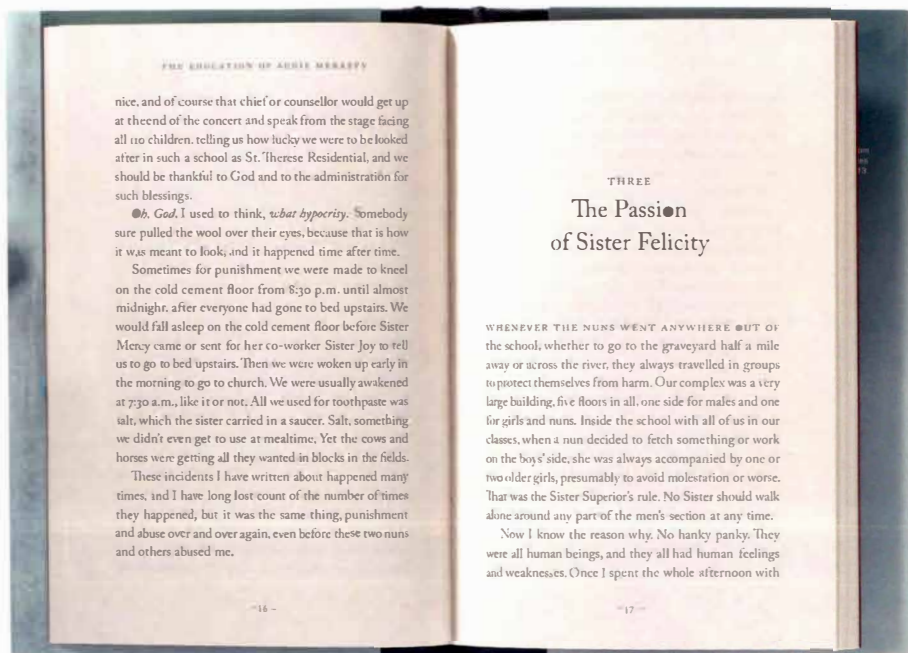 THE EDUCATION OF AUGIE MERASTY
nice, and of course that chief or counsellor would get up
at the end of the concert and speak from the stage facing
all 110 children, telling us how lucky we were to be looked
after in such a school as St. Therese Residential, and we
should be thankful to God and to the administration for
such blessings.
Oh, God, I used to think, what hypocrisy. Somebody
sure pulled the wool over their eyes, because that is how
it was meant to look, and it happened time after time.
Sometimes for punishment we were made to kneel
on the cold cement floor from 8:30 p.m. until almost
midnight, after everyone had gone to bed upstairs. We
would fall asleep on the cold cement floor before Sister
Mercy came or sent for her co-worker Sister Joy to tell
us to go to bed upstairs. Then we were woken up early in
the morning to go to church. We were usually awakened
at 7:30 a.m., like it or not. All we used for toothpaste was
salt, which the sister carried in a saucer. Salt, something
we didn't even get to use at mealtime. Yet the cows and
horses were getting all they wanted in blocks in the fields.
These incidents I have written about happened many
times, and I have long lost count of the number of times
they happened, but it was the same thing, punishment
and abuse over and over again, even before these two nuns
and others abused me.
– 16 –
THREE
The Passion
of Sister Felicity
WHENEVER THE NUNS WENT ANYWHERE OUT OF
the school, whether to go to the graveyard half a mile
away or across the river, they always travelled in groups
to protect themselves from harm. Our complex was a very
large building, five floors in all, one side for males and one
for girls and nuns. Inside the school with all of us in our
classes, when a nun decided to fetch something or work
on the boys' side, she was always accompanied by one or
two older girls, presumably to avoid molestation or worse.
That was the Sister Superior's rule. No Sister should walk
alone around any part of the men's section at any time.
Now I know the reason why. No hanky panky. They
were all human beings, and they all had human feelings
and weaknesses. Once I spent the whole afternoon with
– 17 –